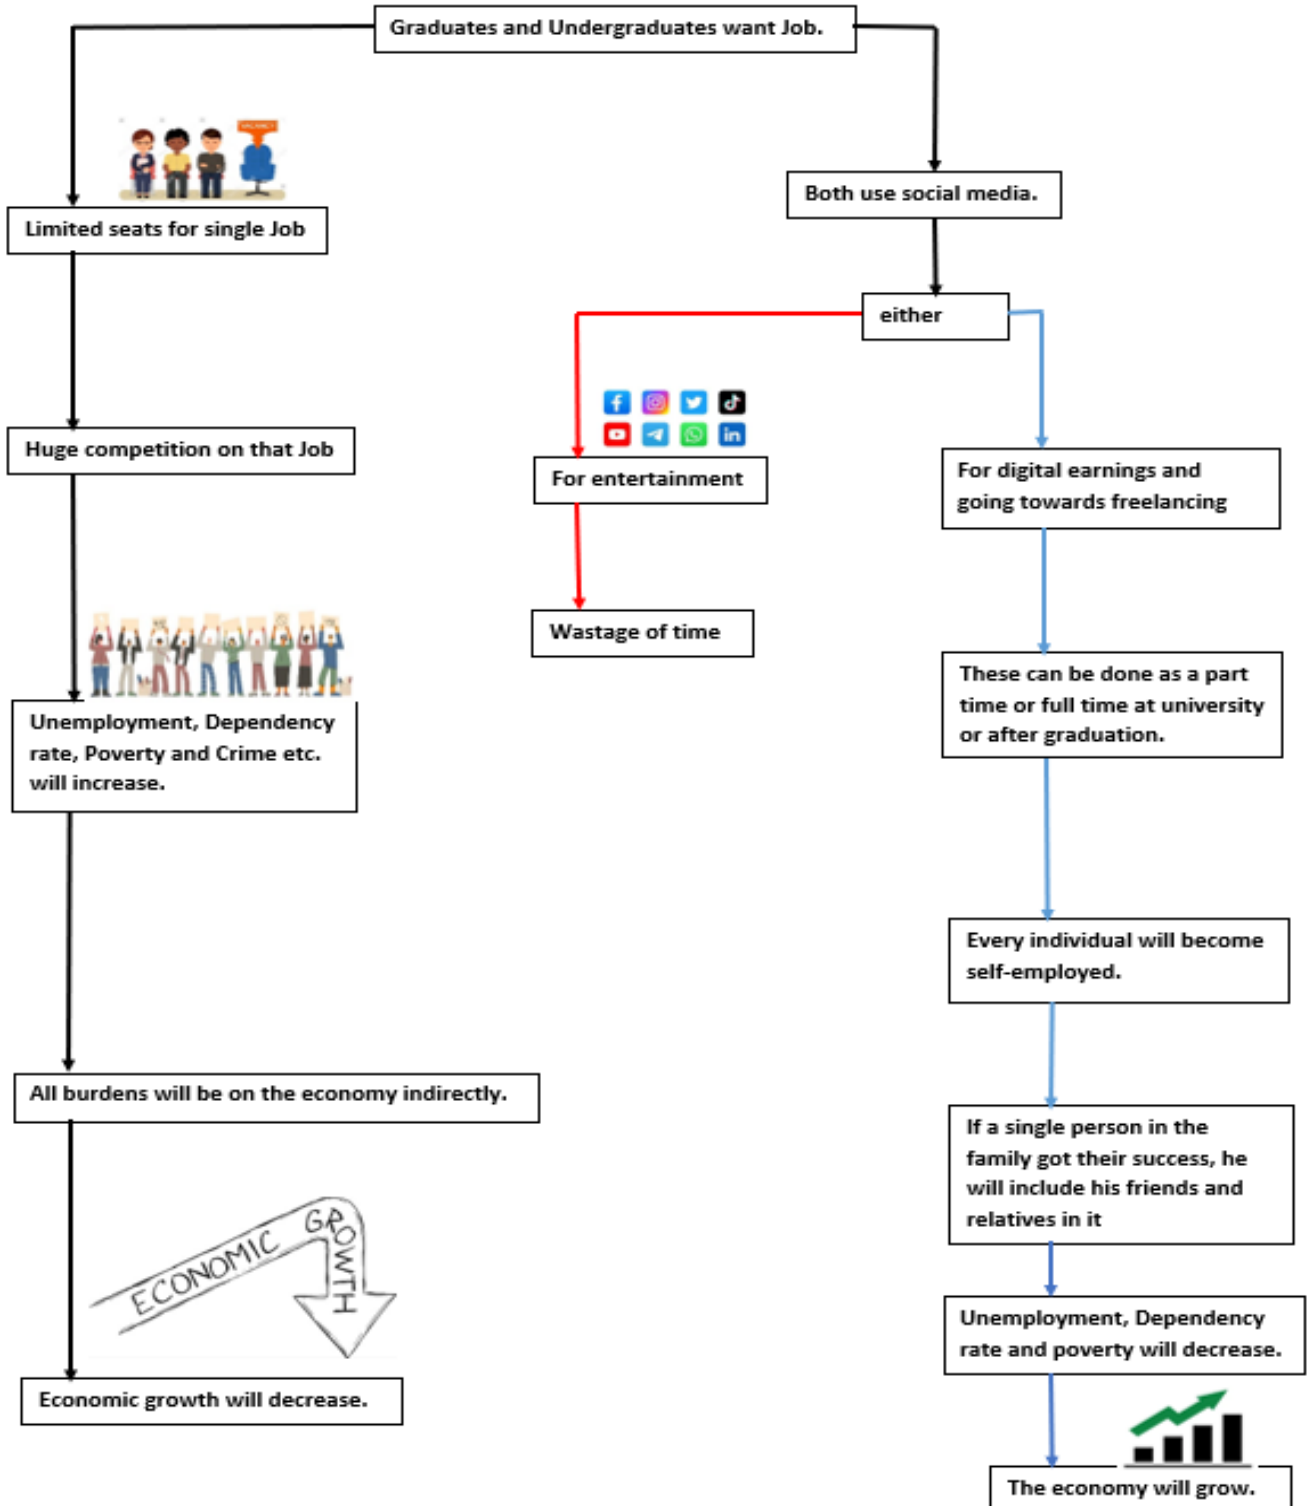 Graduates and Undergraduates want Job.
VACANCY
Limited seats for single Job
Both use social media.
either
Huge competition on that Job
For entertainment
For digital earnings and
going towards freelancing
Wastage of time
These can be done as a part
time or full time at university
or after graduation.
Unemployment, Dependency
rate, Poverty and Crime etc.
will increase.
Every individual will become
self-employed.
All burdens will be on the economy indirectly.
If a single person in the
family got their success, he
will include his friends and
relatives in it
ECONOMIC GROWTH
Unemployment, Dependency
rate and poverty will decrease.
Economic growth will decrease.
The economy will grow.